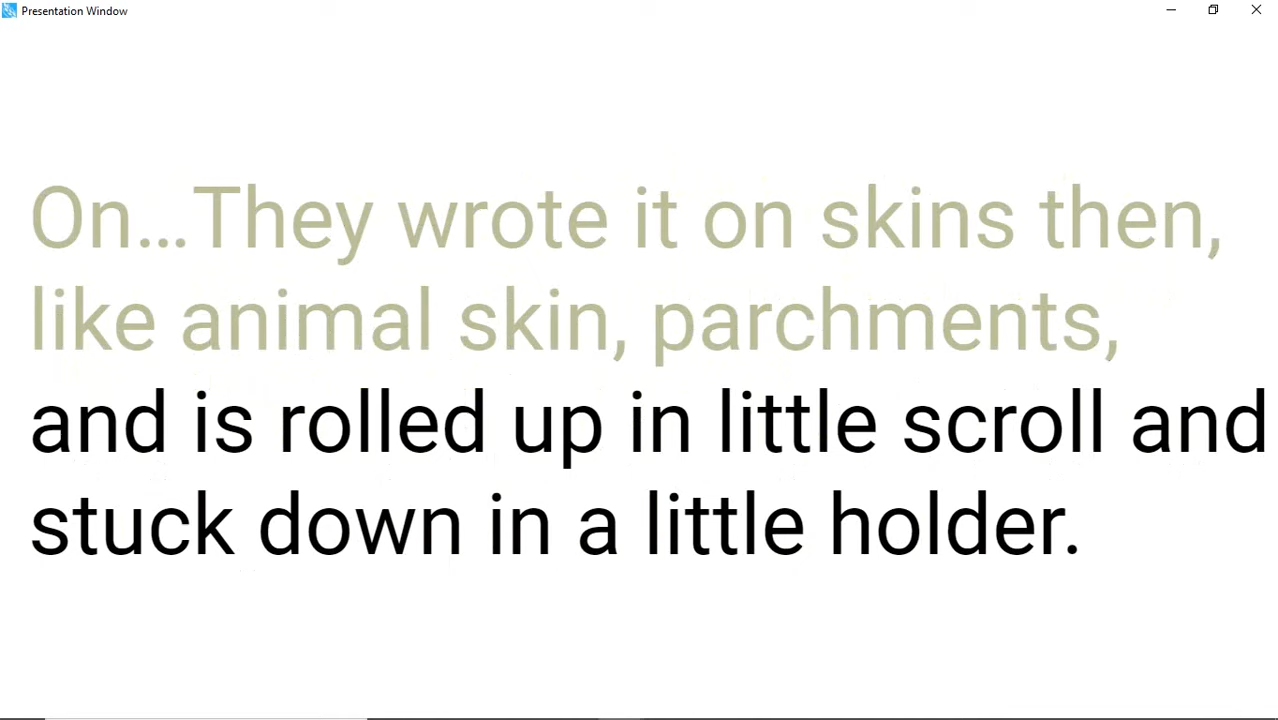 Presentation Window
On...They wrote it on skins then,
like animal skin, parchments,
and is rolled up in little scroll and
stuck down in a little holder.